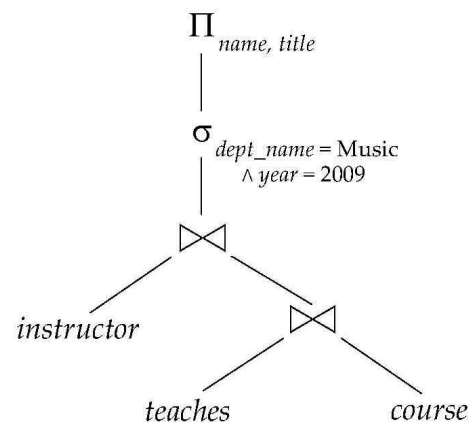 Π name, title
σ dept_name = Music
∧ year = 2009
⋈
instructor
⋈
teaches
course